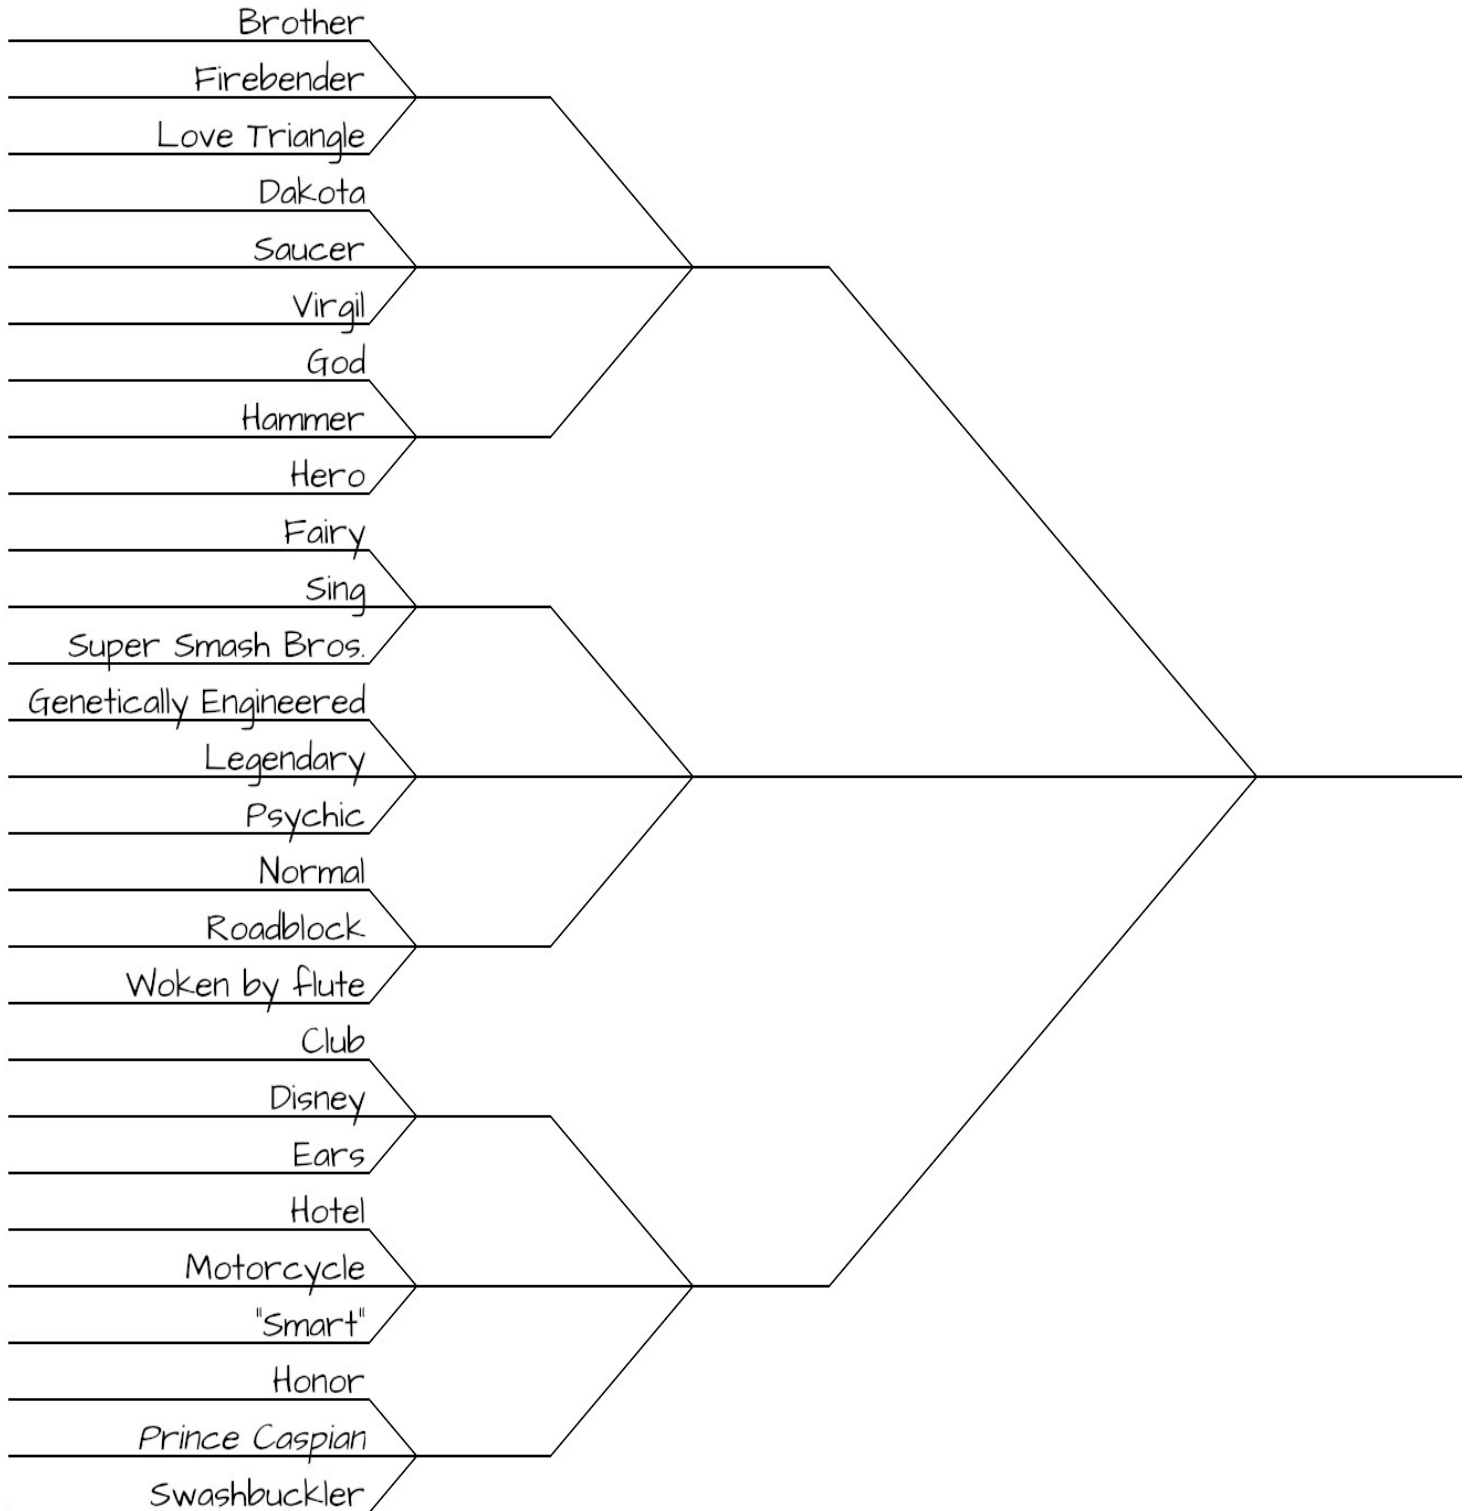 Brother
Firebender
Love Triangle
Dakota
Saucer
Virgil
God
Hammer
Hero
Fairy
Sing
Super Smash Bros.
Genetically Engineered
Legendary
Psychic
Normal
Roadblock
Woken by flute
Club
Disney
Ears
Hotel
Motorcycle
"Smart"
Honor
Prince Caspian
Swashbuckler